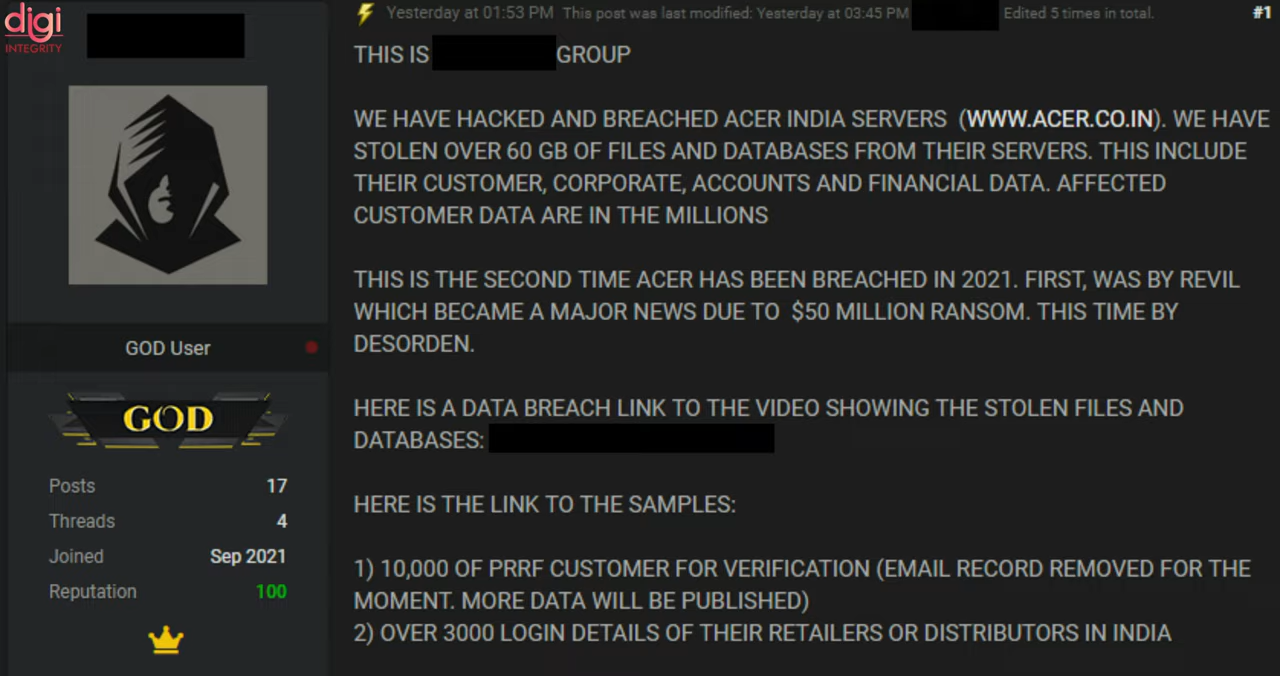 digi
INTEGRITY
Yesterday at 01:53 PM This post was last modified: Yesterday at 03:45 PM Edited 5 times in total. #1
THIS IS GROUP
WE HAVE HACKED AND BREACHED ACER INDIA SERVERS (WWW.ACER.CO.IN). WE HAVE
STOLEN OVER 60 GB OF FILES AND DATABASES FROM THEIR SERVERS. THIS INCLUDE
THEIR CUSTOMER, CORPORATE, ACCOUNTS AND FINANCIAL DATA. AFFECTED
CUSTOMER DATA ARE IN THE MILLIONS
THIS IS THE SECOND TIME ACER HAS BEEN BREACHED IN 2021. FIRST, WAS BY REVIL
WHICH BECAME A MAJOR NEWS DUE TO $50 MILLION RANSOM. THIS TIME BY
DESORDEN.
HERE IS A DATA BREACH LINK TO THE VIDEO SHOWING THE STOLEN FILES AND
DATABASES:
HERE IS THE LINK TO THE SAMPLES:
1) 10,000 OF PRRF CUSTOMER FOR VERIFICATION (EMAIL RECORD REMOVED FOR THE
MOMENT. MORE DATA WILL BE PUBLISHED)
2) OVER 3000 LOGIN DETAILS OF THEIR RETAILERS OR DISTRIBUTORS IN INDIA
GOD User
GOD
Posts 17
Threads 4
Joined Sep 2021
Reputation 100